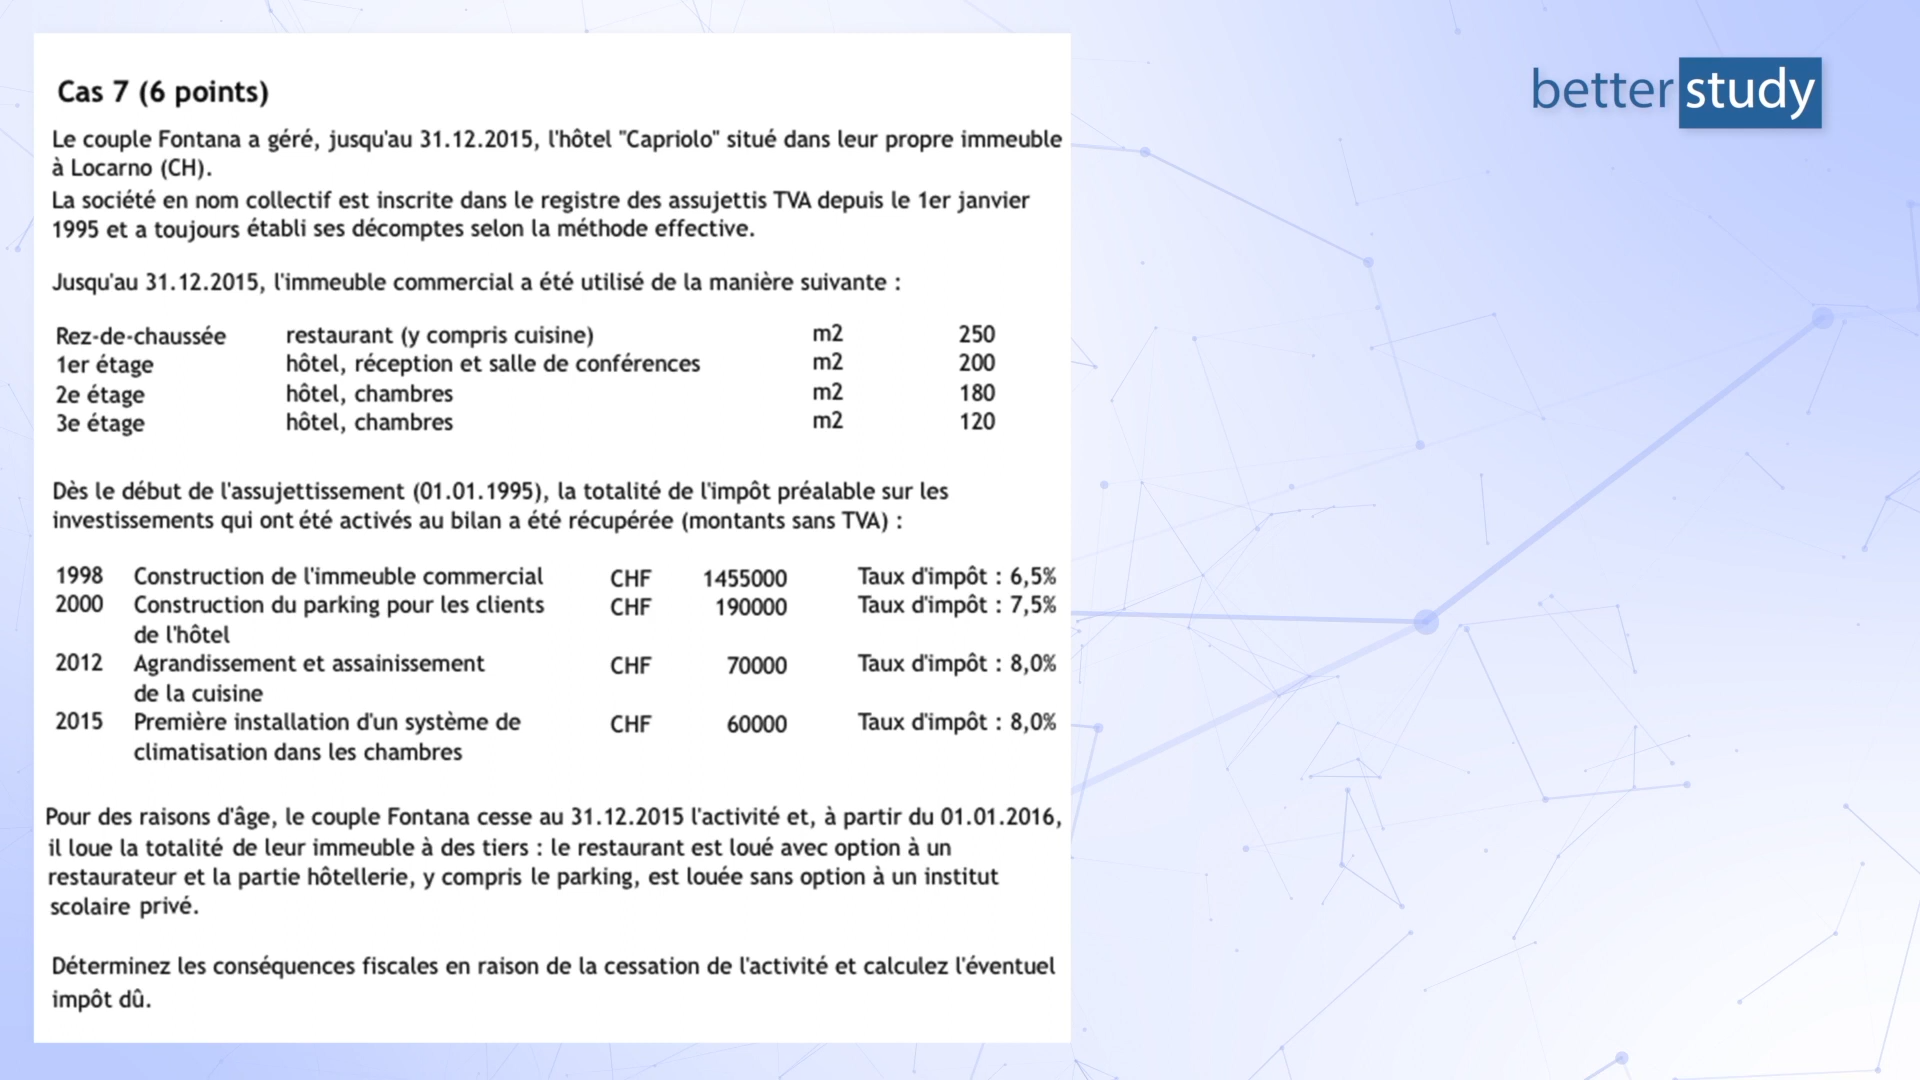 Cas 7 (6 points)
Le couple Fontana a géré, jusqu'au 31.12.2015, l'hôtel "Capriolo" situé dans leur propre immeuble
à Locarno (CH).
La société en nom collectif est inscrite dans le registre des assujettis TVA depuis le 1er janvier
1995 et a toujours établi ses décomptes selon la méthode effective.
Jusqu'au 31.12.2015, l'immeuble commercial a été utilisé de la manière suivante :
Rez-de-chaussée restaurant (y compris cuisine) m2 250
1er étage hôtel, réception et salle de conférences m2 200
2e étage hôtel, chambres m2 180
3e étage hôtel, chambres m2 120
Dès le début de l'assujettissement (01.01.1995), la totalité de l'impôt préalable sur les
investissements qui ont été activés au bilan a été récupérée (montants sans TVA) :
1998 Construction de l'immeuble commercial CHF 1455000 Taux d'impôt : 6,5%
2000 Construction du parking pour les clients CHF 190000 Taux d'impôt : 7,5%
de l'hôtel
2012 Agrandissement et assainissement CHF 70000 Taux d'impôt : 8,0%
de la cuisine
2015 Première installation d'un système de CHF 60000 Taux d'impôt : 8,0%
climatisation dans les chambres
Pour des raisons d'âge, le couple Fontana cesse au 31.12.2015 l'activité et, à partir du 01.01.2016,
il loue la totalité de leur immeuble à des tiers : le restaurant est loué avec option à un
restaurateur et la partie hôtellerie, y compris le parking, est louée sans option à un institut
scolaire privé.
Déterminez les conséquences fiscales en raison de la cessation de l'activité et calculez l'éventuel
impôt dû.
better study